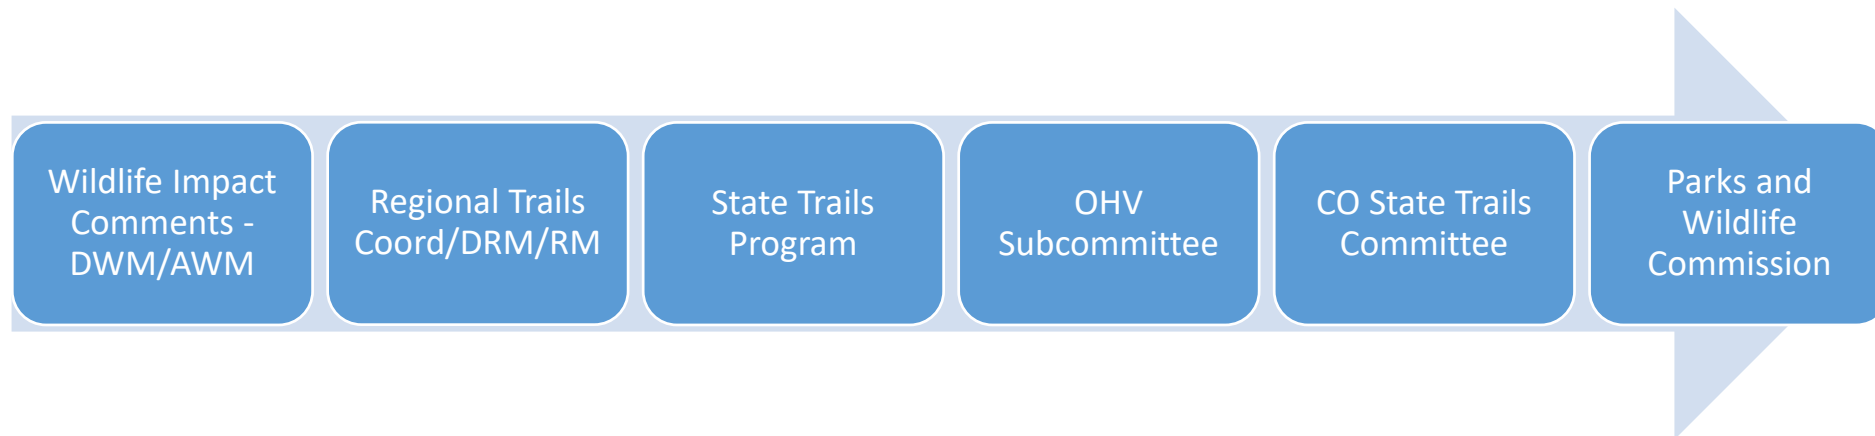 Wildlife Impact
Comments -
DWM/AWM
Regional Trails
Coord/DRM/RM
State Trails
Program
OHV
Subcommittee
CO State Trails
Committee
Parks and
Wildlife
Commission